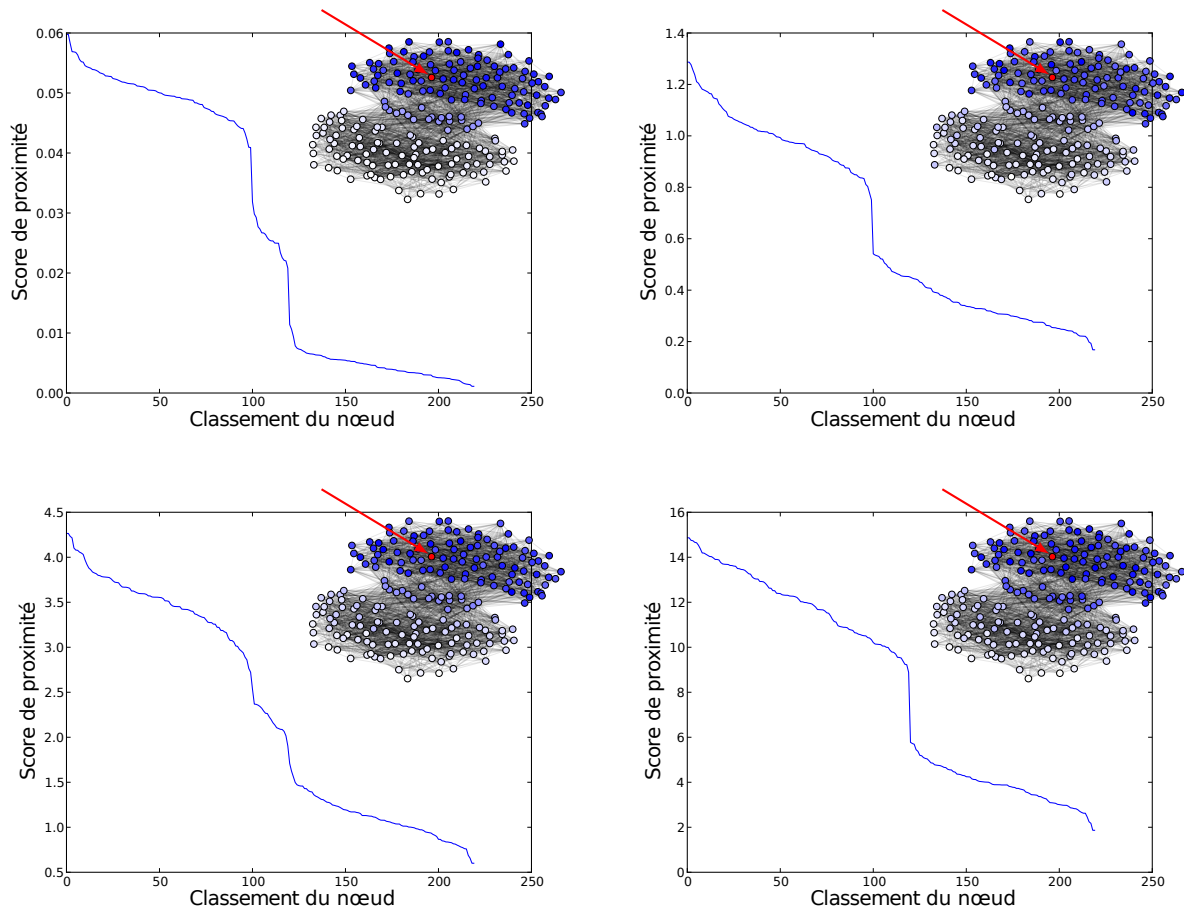 0.06
0.05
0.04
0.03
0.02
0.01
0.00
Score de proximité
0 50 100 150 200 250
Classement du nœud
1.4
1.2
1.0
0.8
0.6
0.4
0.2
0.0
Score de proximité
0 50 100 150 200 250
Classement du nœud
4.5
4.0
3.5
3.0
2.5
2.0
1.5
1.0
0.5
Score de proximité
0 50 100 150 200 250
Classement du nœud
16
14
12
10
8
6
4
2
0
Score de proximité
0 50 100 150 200 250
Classement du nœud